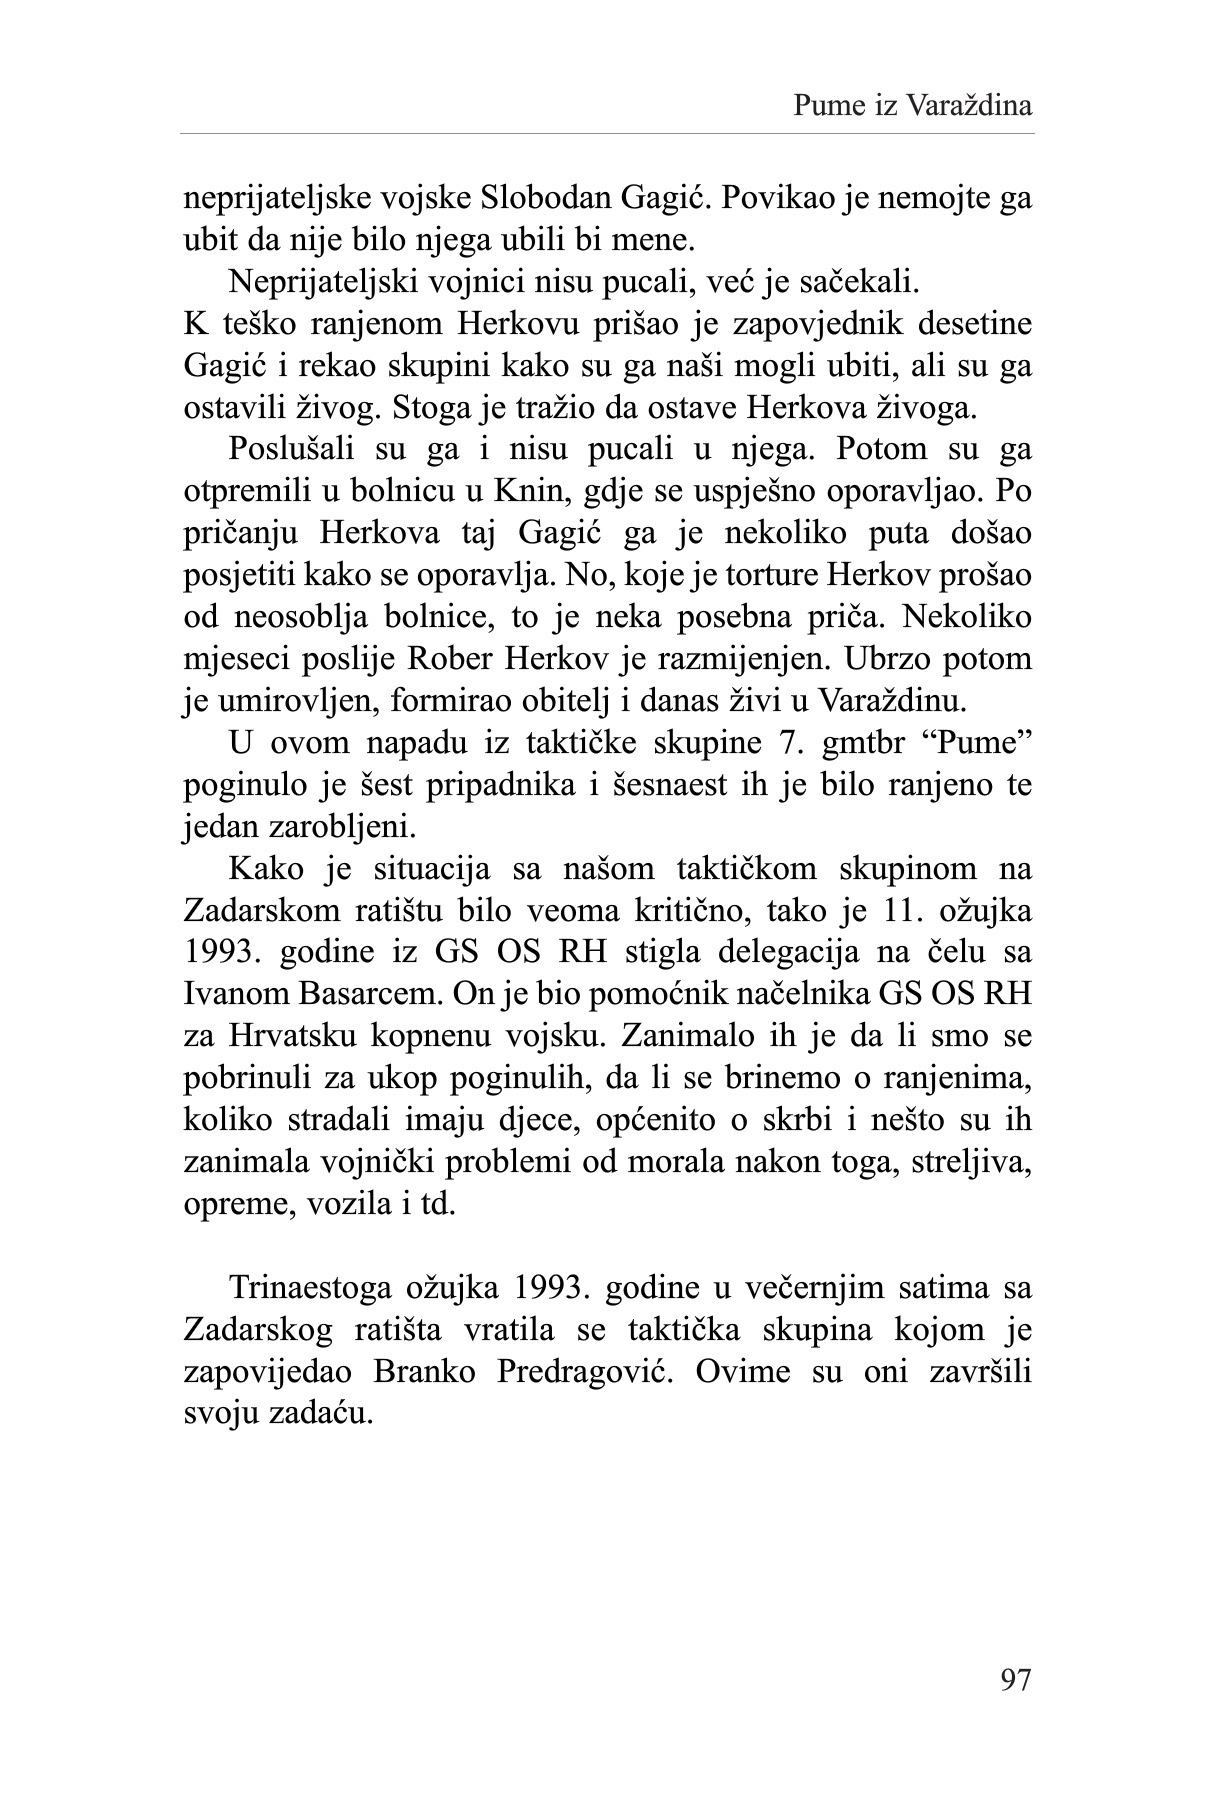 Pume iz Varaždina
neprijateljske vojske Slobodan Gagić. Povikao je nemojte ga
ubit da nije bilo njega ubili bi mene.
Neprijateljski vojnici nisu pucali, već je sačekali.
K teško ranjenom Herkovu prišao je zapovjednik desetine
Gagić i rekao skupini kako su ga naši mogli ubiti, ali su ga
ostavili živog. Stoga je tražio da ostave Herkova živoga.
Poslušali su ga i nisu pucali u njega. Potom su ga
otpremili u bolnicu u Knin, gdje se uspješno oporavljao. Po
pričanju Herkova taj Gagić ga je nekoliko puta došao
posjetiti kako se oporavlja. No, koje je torture Herkov prošao
od neosoblja bolnice, to je neka posebna priča. Nekoliko
mjeseci poslije Rober Herkov je razmijenjen. Ubrzo potom
je umirovljen, formirao obitelj i danas živi u Varaždinu.
U ovom napadu iz taktičke skupine 7. gmtbr “Pume”
poginulo je šest pripadnika i šesnaest ih je bilo ranjeno te
jedan zarobljeni.
Kako je situacija sa našom taktičkom skupinom na
Zadarskom ratištu bilo veoma kritično, tako je 11. ožujka
1993. godine iz GS OS RH stigla delegacija na čelu sa
Ivanom Basarcem. On je bio pomoćnik načelnika GS OS RH
za Hrvatsku kopnenu vojsku. Zanimalo ih je da li smo se
pobrinuli za ukop poginulih, da li se brinemo o ranjenima,
koliko stradali imaju djece, općenito o skrbi i nešto su ih
zanimala vojnički problemi od morala nakon toga, streljiva,
opreme, vozila i td.
Trinaestoga ožujka 1993. godine u večernjim satima sa
Zadarskog ratišta vratila se taktička skupina kojom je
zapovijedao Branko Predragović. Ovime su oni završili
svoju zadaću.
97